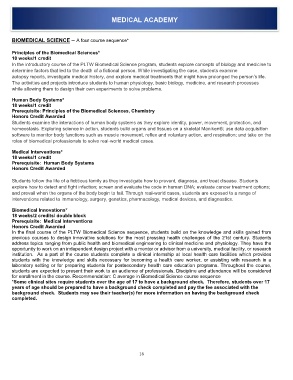 MEDICAL ACADEMY
BIOMEDICAL SCIENCE – A four course sequence*
Principles of the Biomedical Sciences*
18 weeks/1 credit
In the introductory course of the PLTW Biomedical Science program, students explore concepts of biology and medicine to
determine factors that led to the death of a fictional person. While investigating the case, students examine
autopsy reports, investigate medical history, and explore medical treatments that might have prolonged the person's life.
The activities and projects introduce students to human physiology, basic biology, medicine, and research processes
while allowing them to design their own experiments to solve problems.
Human Body Systems*
18 weeks/1 credit
Prerequisite: Principles of the Biomedical Sciences, Chemistry
Honors Credit Awarded
Students examine the interactions of human body systems as they explore identity, power, movement, protection, and
homeostasis. Exploring science in action, students build organs and tissues on a skeletal Manikin®; use data acquisition
software to monitor body functions such as muscle movement, reflex and voluntary action, and respiration; and take on the
roles of biomedical professionals to solve real-world medical cases.
Medical Interventions*
18 weeks/1 credit
Prerequisite: Human Body Systems
Honors Credit Awarded
Students follow the life of a fictitious family as they investigate how to prevent, diagnose, and treat disease. Students
explore how to detect and fight infection; screen and evaluate the code in human DNA; evaluate cancer treatment options;
and prevail when the organs of the body begin to fail. Through real-world cases, students are exposed to a range of
interventions related to immunology, surgery, genetics, pharmacology, medical devices, and diagnostics.
Biomedical Innovations*
18 weeks/2 credits/ double block
Prerequisite: Medical Interventions
Honors Credit Awarded
In the final course of the PLTW Biomedical Science sequence, students build on the knowledge and skills gained from
previous courses to design innovative solutions for the most pressing health challenges of the 21st century. Students
address topics ranging from public health and biomedical engineering to clinical medicine and physiology. They have the
opportunity to work on an independent design project with a mentor or advisor from a university, medical facility, or research
institution. As a part of the course students complete a clinical internship at local health care facilities which provides
students with the knowledge and skills necessary for becoming a health care worker, or assisting with research in a
laboratory setting or for preparing students for postsecondary health care education programs. Throughout the course,
students are expected to present their work to an audience of professionals. Discipline and attendance will be considered
for enrollment in the course. Recommendation: C average in Biomedical Science course sequence
*Some clinical sites require students over the age of 17 to have a background check. Therefore, students over 17
years of age should be prepared to have a background check completed and pay the fee associated with the
background check. Students may see their teacher(s) for more information on having the background check
completed.